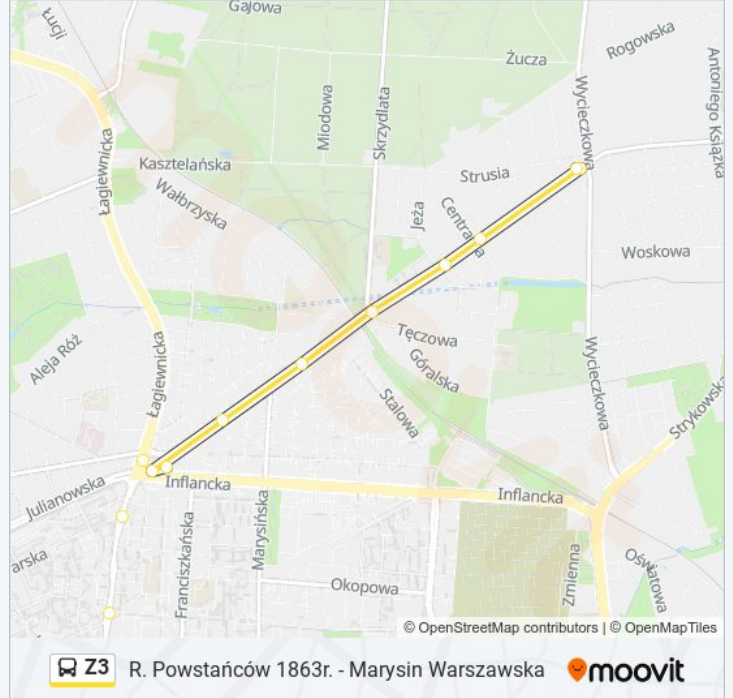 Gajowa
Łucji
Żucza
Rogowska
Miodowa
Skrzydlata
Wycieczkowa
Antoniego Książka
Łagiewnicka
Kasztelańska
Strusia
Wałbrzyska
Jeża
Centralna
Woskowa
Aleja Róż
Łagiewnicka
Tęczowa
Góralska
Wycieczkowa
Stalowa
Strykowska
Julianowska
Inflancka
Inflancka
Marysińska
Franciszkańska
arska
Okopowa
Zmienna
Oświatowa
© OpenStreetMap contributors | © OpenMapTiles
Z3 R. Powstańców 1863r. - Marysin Warszawska moovit